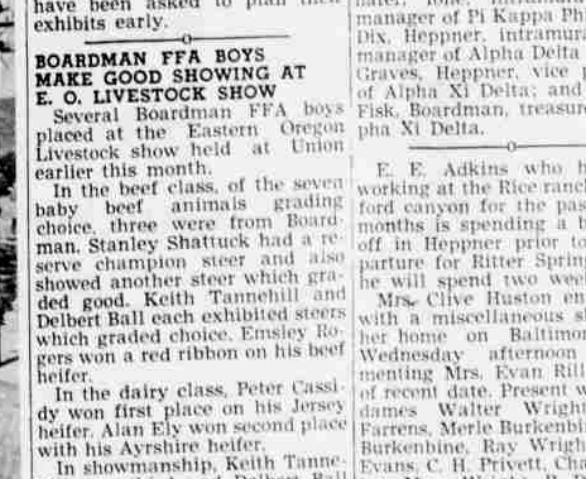 have been asked to plan their
exhibits early.
BOARDMAN FFA BOYS
MAKE GOOD SHOWING AT
E. O. LIVESTOCK SHOW
Several Boardman FFA boys
placed at the Eastern Oregon
Livestock show held at Union
earlier this month.
In the beef class, of the seven
baby beef animals grading
choice, three were from Board-
man. Stanley Shattuck had a re-
serve champion steer and also
showed another steer which gra-
ded good. Keith Tannehill and
Delbert Ball each exhibited steers
which graded choice. Emsley Ro-
gers won a red ribbon on his beef
heifer.
In the dairy class, Peter Cassi-
dy won first place on his Jersey
heifer. Alan Ely won second place
with his Ayrshire heifer.
In showmanship, Keith Tanne-
Delbert Ball
manager of Pi Kappa Ph
Dix, Heppner, intramura
manager of Alpha Delta
Graves, Heppner, vice
of Alpha Xi Delta; and
Fisk, Boardman, treasur
pha Xi Delta.
E. E. Adkins who h
working at the Rice ran
ford canyon for the pas
months is spending a
off in Heppner prior to
parture for Ritter Spring
he will spend two wee
Mrs. Clive Huston en
with a miscellaneous s
her home on Baltimor
Wednesday afternoon
menting Mrs. Evan Rill
of recent date. Present w
dames Walter Wrigh
Farrens, Merle Burkenbi
Burkenbine, Ray Wrigh
Evans, C. H. Privett, Cha